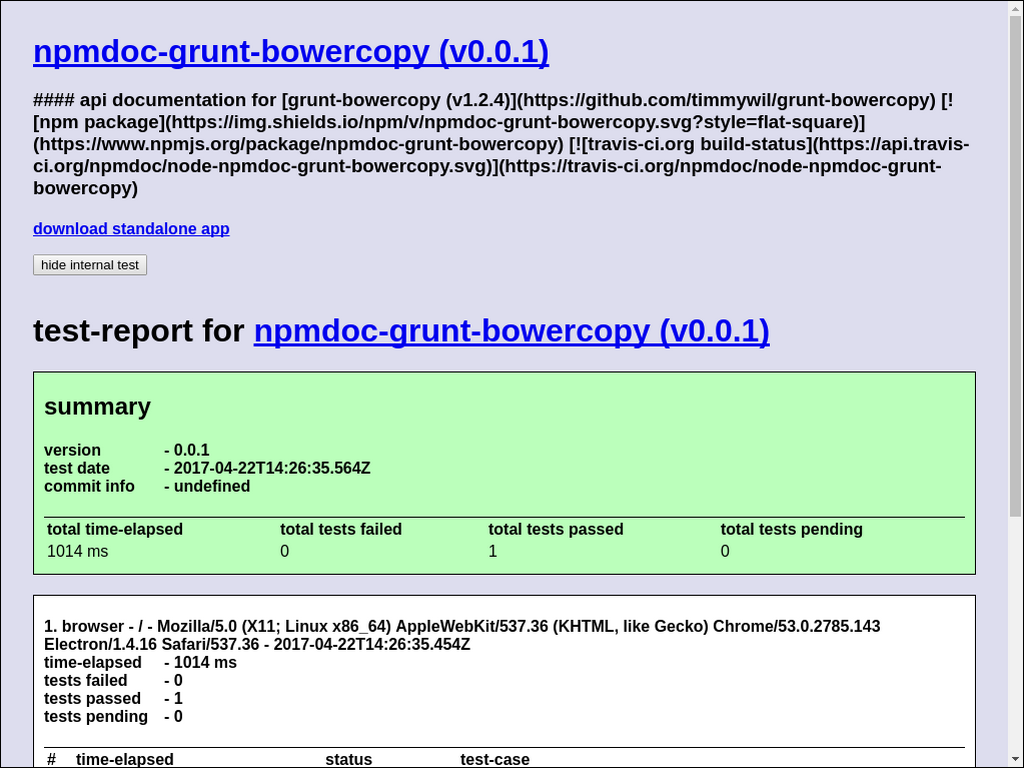 npmdoc-grunt-bowercopy (v0.0.1)
#### api documentation for [grunt-bowercopy (v1.2.4)](https://github.com/timmywil/grunt-bowercopy) [!
[npm package](https://img.shields.io/npm/v/npmdoc-grunt-bowercopy.svg?style=flat-square)]
(https://www.npmjs.org/package/npmdoc-grunt-bowercopy) [![travis-ci.org build-status](https://api.travis-
ci.org/npmdoc/node-npmdoc-grunt-bowercopy.svg)](https://travis-ci.org/npmdoc/node-npmdoc-grunt-
bowercopy)
download standalone app
hide internal test
test-report for npmdoc-grunt-bowercopy (v0.0.1)
summary
version - 0.0.1
test date - 2017-04-22T14:26:35.564Z
commit info - undefined
total time-elapsed total tests failed total tests passed total tests pending
1014 ms 0 1 0
1. browser - / - Mozilla/5.0 (X11; Linux x86_64) AppleWebKit/537.36 (KHTML, like Gecko) Chrome/53.0.2785.143
Electron/1.4.16 Safari/537.36 - 2017-04-22T14:26:35.454Z
time-elapsed - 1014 ms
tests failed - 0
tests passed - 1
tests pending - 0
# time-elapsed status test-case